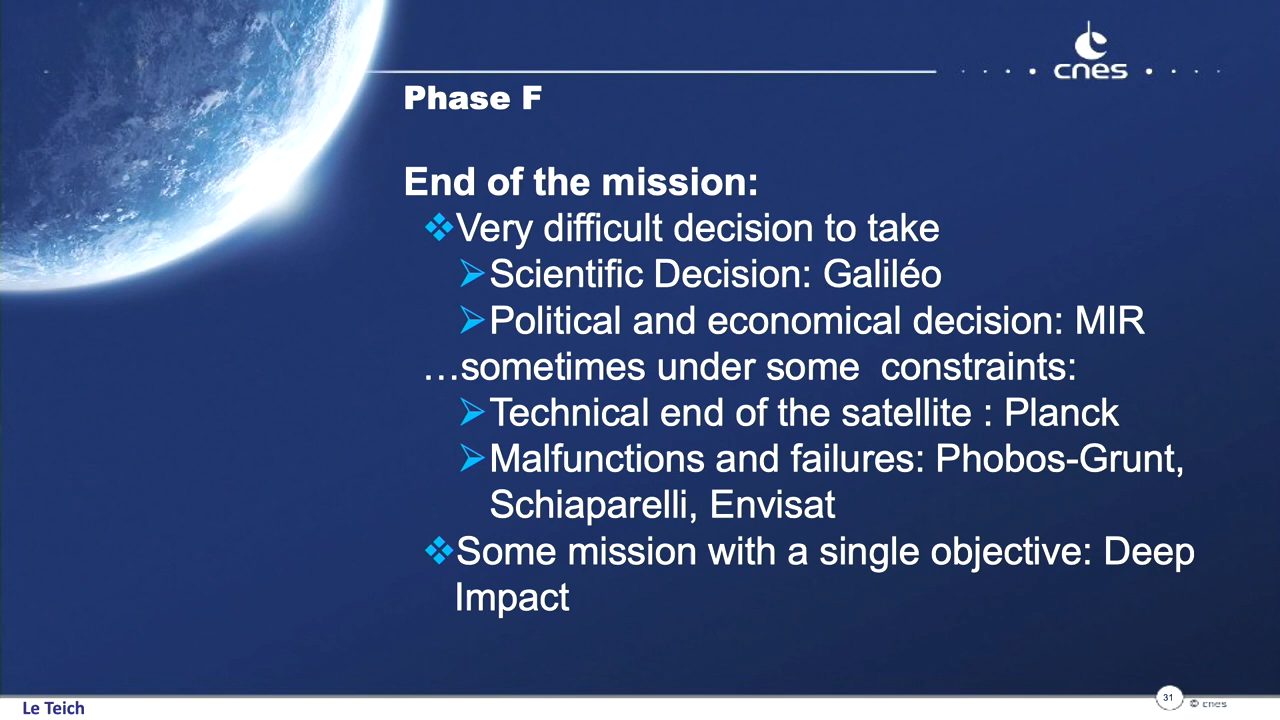 cnes
Phase F
End of the mission:
❖Very difficult decision to take
➢Scientific Decision: Galiléo
➢Political and economical decision: MIR
…sometimes under some  constraints:
➢Technical end of the satellite : Planck
➢Malfunctions and failures: Phobos-Grunt,
Schiaparelli, Envisat
❖Some mission with a single objective: Deep
Impact
Le Teich
31
© cnes